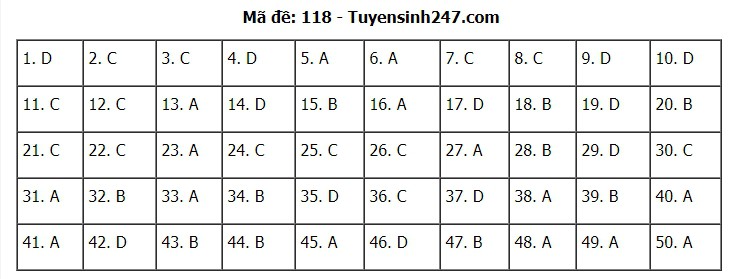 Mã đề: 118 - Tuyensinh247.com
1. D 2. C 3. C 4. D 5. A 6. A 7. C 8. C 9. D 10. D
11. C 12. C 13. A 14. D 15. B 16. A 17. D 18. B 19. D 20. B
21. C 22. C 23. A 24. C 25. C 26. C 27. A 28. B 29. D 30. C
31. A 32. B 33. A 34. B 35. D 36. C 37. D 38. A 39. B 40. A
41. A 42. D 43. B 44. B 45. A 46. D 47. B 48. A 49. A 50. A